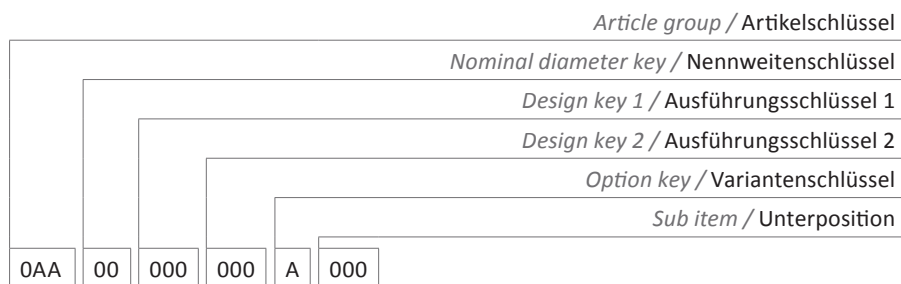 Article group / Artikelschlüssel
Nominal diameter key / Nennweitenschlüssel
Design key 1 / Ausführungsschlüssel 1
Design key 2 / Ausführungsschlüssel 2
Option key / Variantenschlüssel
Sub item / Unterposition
0AA 00 000 000 A 000